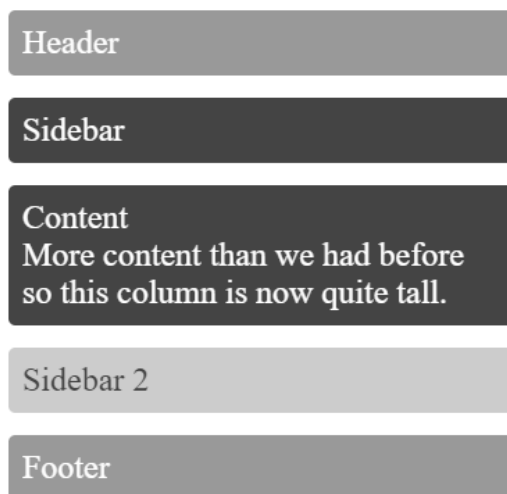 Header
Sidebar
Content
More content than we had before
so this column is now quite tall.
Sidebar 2
Footer